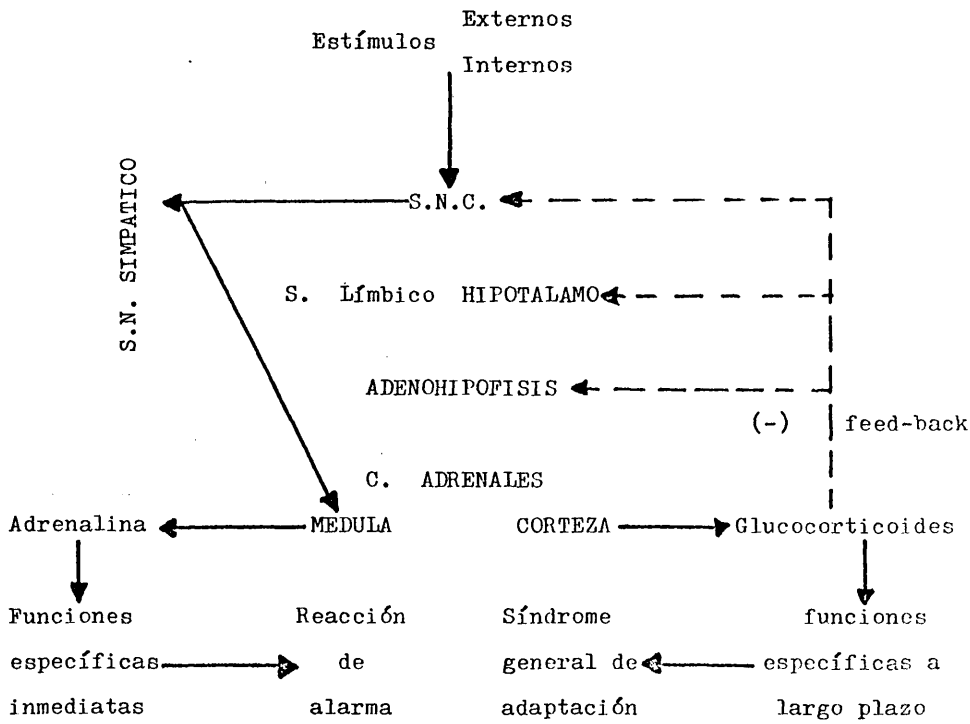 Externos
Estímulos
Internos
S.N. SIMPATICO
S.N.C.
S. Límbico HIPOTALAMO
ADENOHIPOFISIS
(-) feed-back
C. ADRENALES
Adrenalina MEDULA CORTEZA Glucocorticoides
Funciones Reacción Síndrome funciones
específicas de general de específicas a
inmediatas alarma adaptación largo plazo